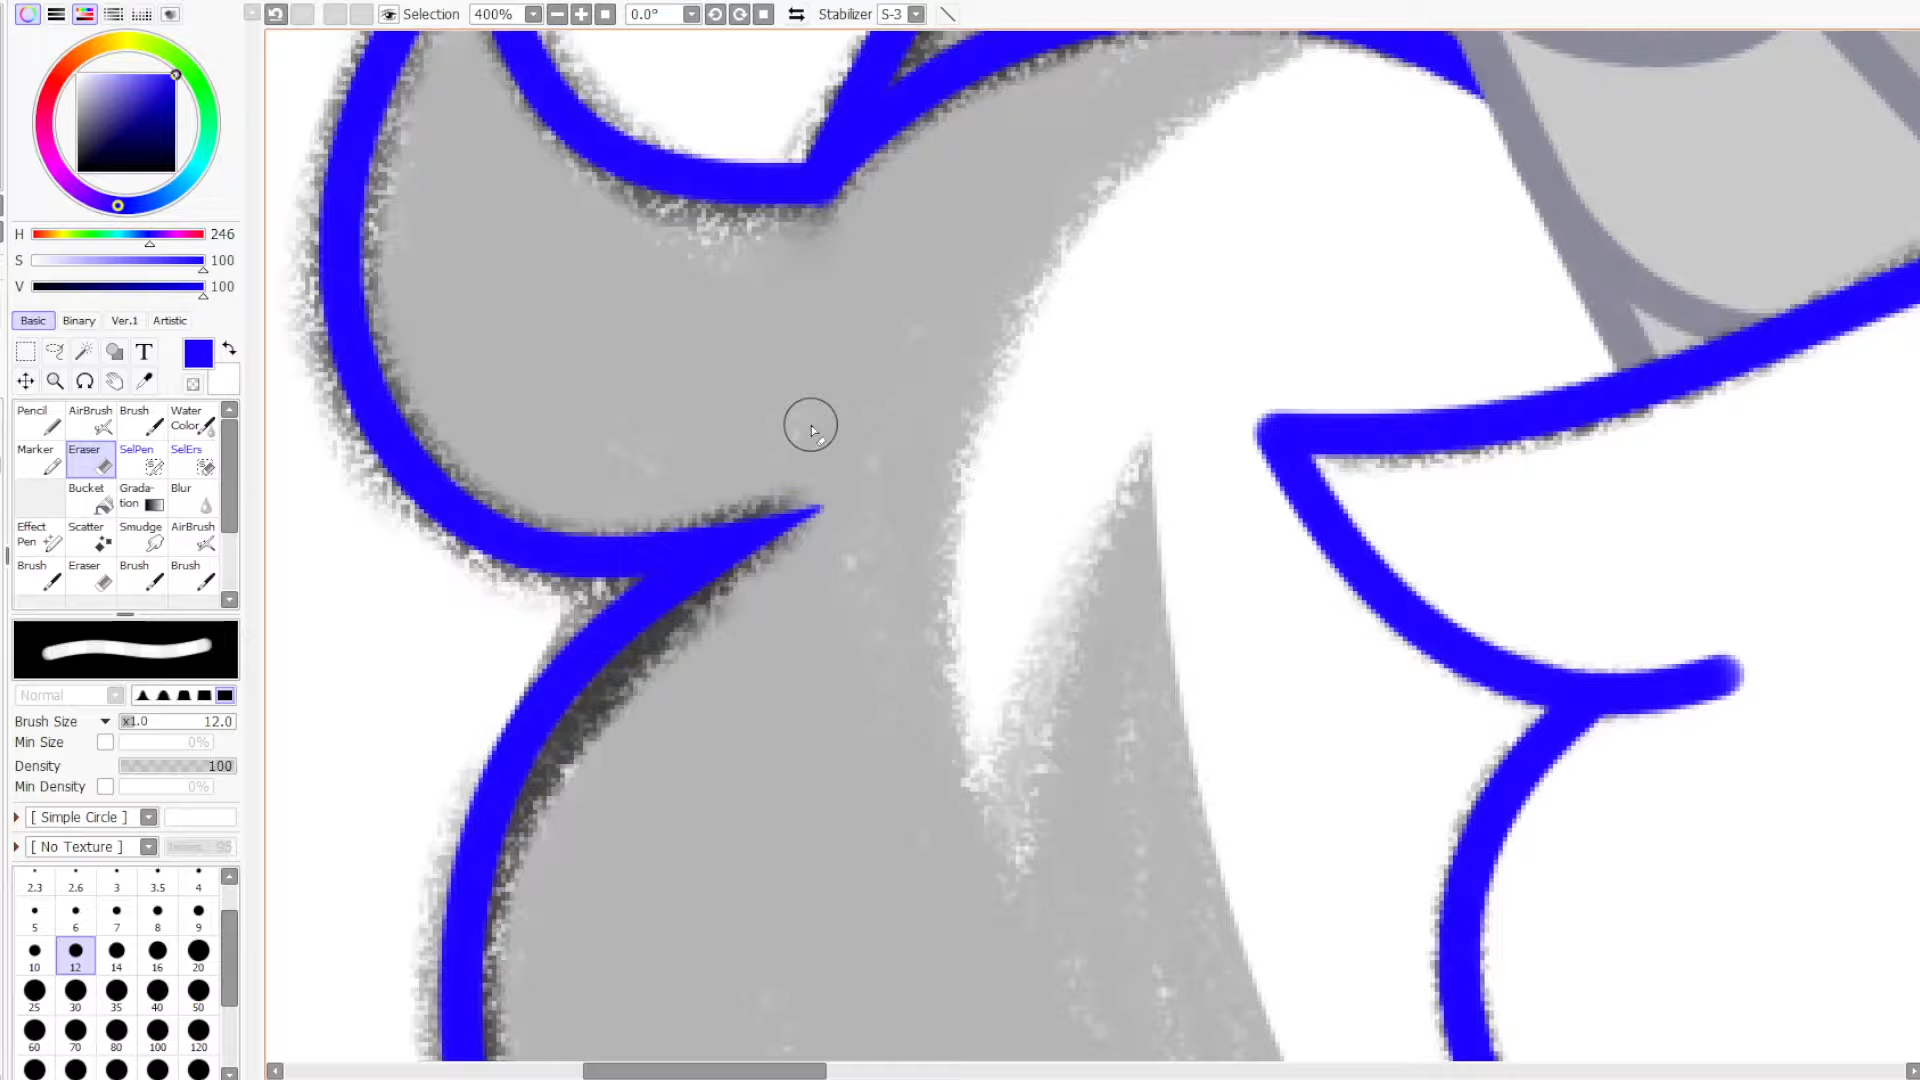 Selection 400% 0.0° Stabilizer S-3
H 246
S 100
V 100
Basic Binary Ver.1 Artistic
T
Pencil AirBrush Brush Water
Color
Marker Eraser SelPen SelErs
Bucket Grada-
tion Blur
Effect
Pen Scatter Smudge AirBrush
Brush Eraser Brush Brush
Normal
Brush Size x1.0 12.0
Min Size 0%
Density 100
Min Density 0%
[ Simple Circle ]
[ No Texture ] 95
2.3 2.6 3 3.5 4
5 6 7 8 9
10 12 14 16 20
25 30 35 40 50
60 70 80 100 120